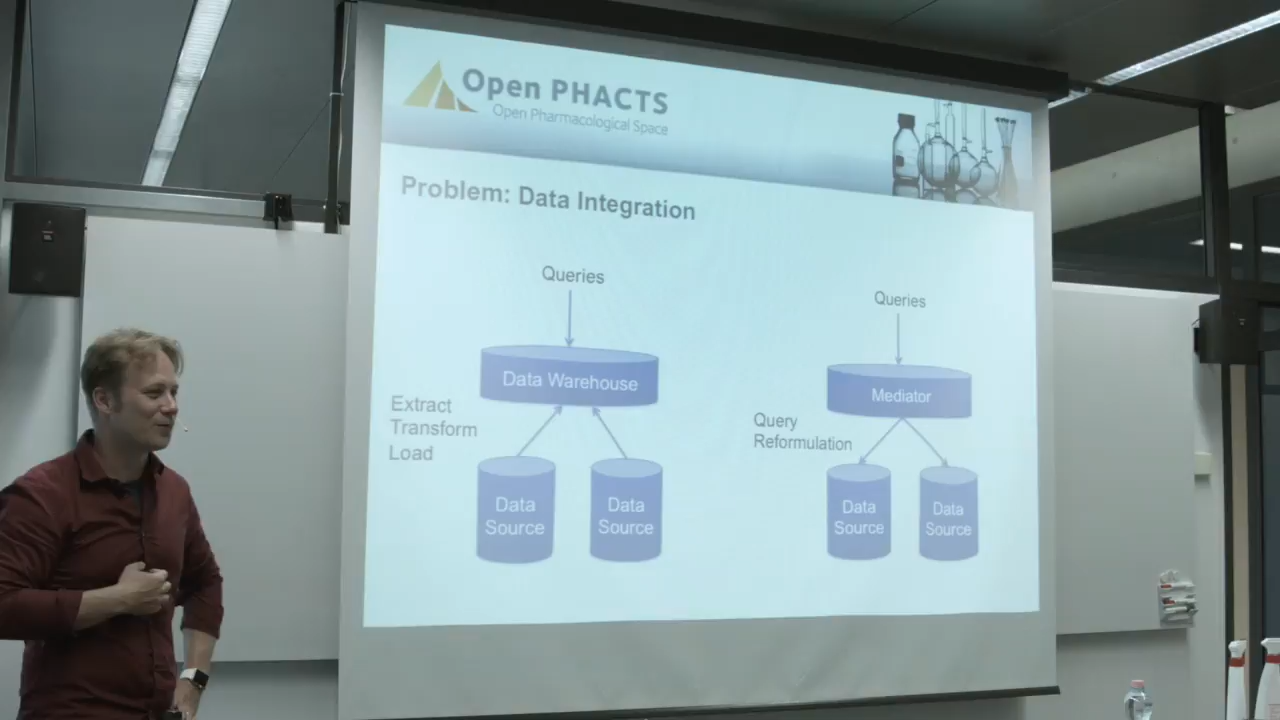 Open PHACTS
Open Pharmacological Space
Problem: Data Integration
Queries
Data Warehouse
Extract
Transform
Load
Data
Source
Data
Source
Queries
Mediator
Query
Reformulation
Data
Source
Data
Source